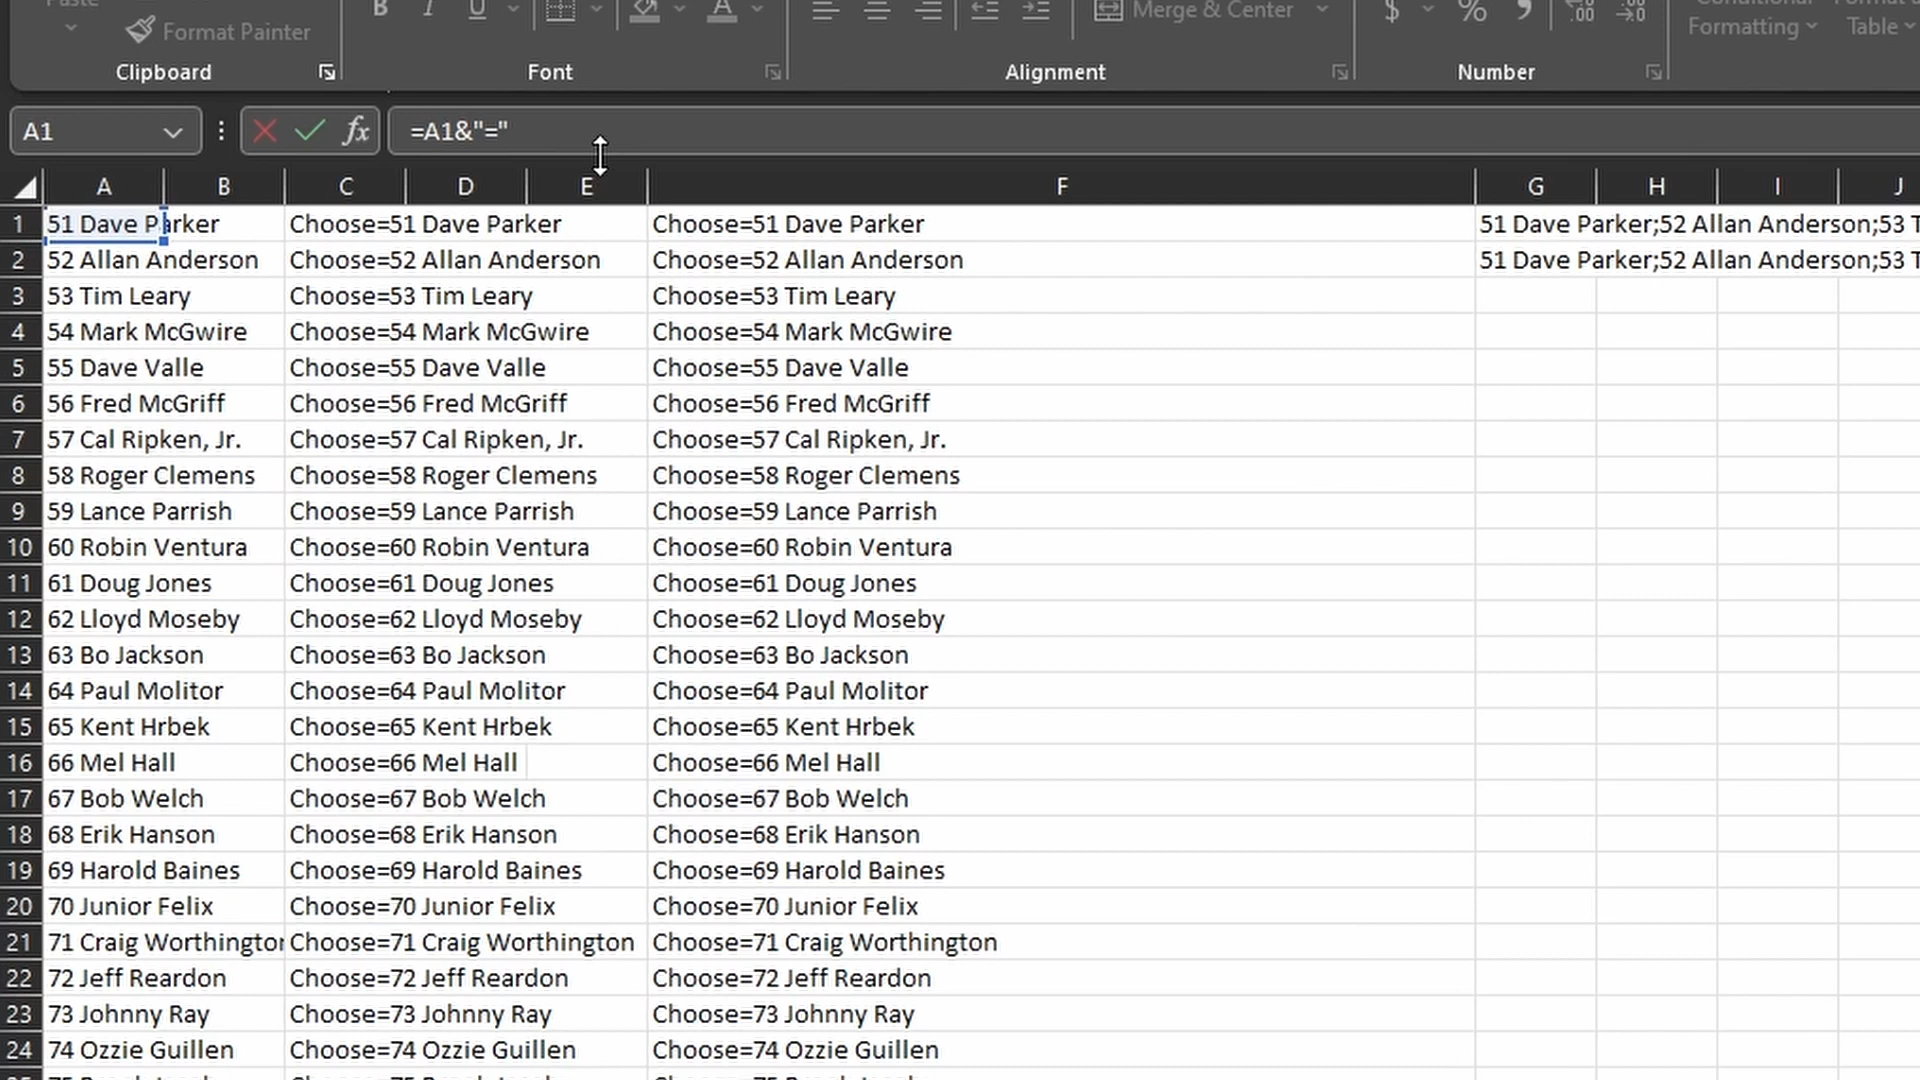 Paste
Format Painter
B I U A
Merge & Center
$ % 9
Conditional
Formatting
Format as
Table
Clipboard Font Alignment Number
A1 fx =A1&"="
A B C D E F G H I J
1 51 Dave Parker Choose=51 Dave Parker Choose=51 Dave Parker 51 Dave Parker;52 Allan Anderson;53 T
2 52 Allan Anderson Choose=52 Allan Anderson Choose=52 Allan Anderson 51 Dave Parker;52 Allan Anderson;53 T
3 53 Tim Leary Choose=53 Tim Leary Choose=53 Tim Leary
4 54 Mark McGwire Choose=54 Mark McGwire Choose=54 Mark McGwire
5 55 Dave Valle Choose=55 Dave Valle Choose=55 Dave Valle
6 56 Fred McGriff Choose=56 Fred McGriff Choose=56 Fred McGriff
7 57 Cal Ripken, Jr. Choose=57 Cal Ripken, Jr. Choose=57 Cal Ripken, Jr.
8 58 Roger Clemens Choose=58 Roger Clemens Choose=58 Roger Clemens
9 59 Lance Parrish Choose=59 Lance Parrish Choose=59 Lance Parrish
10 60 Robin Ventura Choose=60 Robin Ventura Choose=60 Robin Ventura
11 61 Doug Jones Choose=61 Doug Jones Choose=61 Doug Jones
12 62 Lloyd Moseby Choose=62 Lloyd Moseby Choose=62 Lloyd Moseby
13 63 Bo Jackson Choose=63 Bo Jackson Choose=63 Bo Jackson
14 64 Paul Molitor Choose=64 Paul Molitor Choose=64 Paul Molitor
15 65 Kent Hrbek Choose=65 Kent Hrbek Choose=65 Kent Hrbek
16 66 Mel Hall Choose=66 Mel Hall Choose=66 Mel Hall
17 67 Bob Welch Choose=67 Bob Welch Choose=67 Bob Welch
18 68 Erik Hanson Choose=68 Erik Hanson Choose=68 Erik Hanson
19 69 Harold Baines Choose=69 Harold Baines Choose=69 Harold Baines
20 70 Junior Felix Choose=70 Junior Felix Choose=70 Junior Felix
21 71 Craig Worthington Choose=71 Craig Worthington Choose=71 Craig Worthington
22 72 Jeff Reardon Choose=72 Jeff Reardon Choose=72 Jeff Reardon
23 73 Johnny Ray Choose=73 Johnny Ray Choose=73 Johnny Ray
24 74 Ozzie Guillen Choose=74 Ozzie Guillen Choose=74 Ozzie Guillen